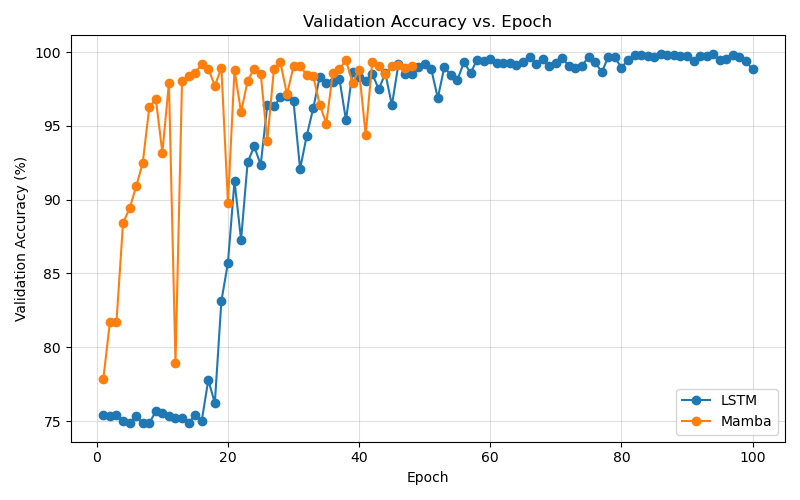 Validation Accuracy vs. Epoch
Validation Accuracy (%)
100
95
90
85
80
75
0 20 40 60 80 100
Epoch
LSTM
Mamba